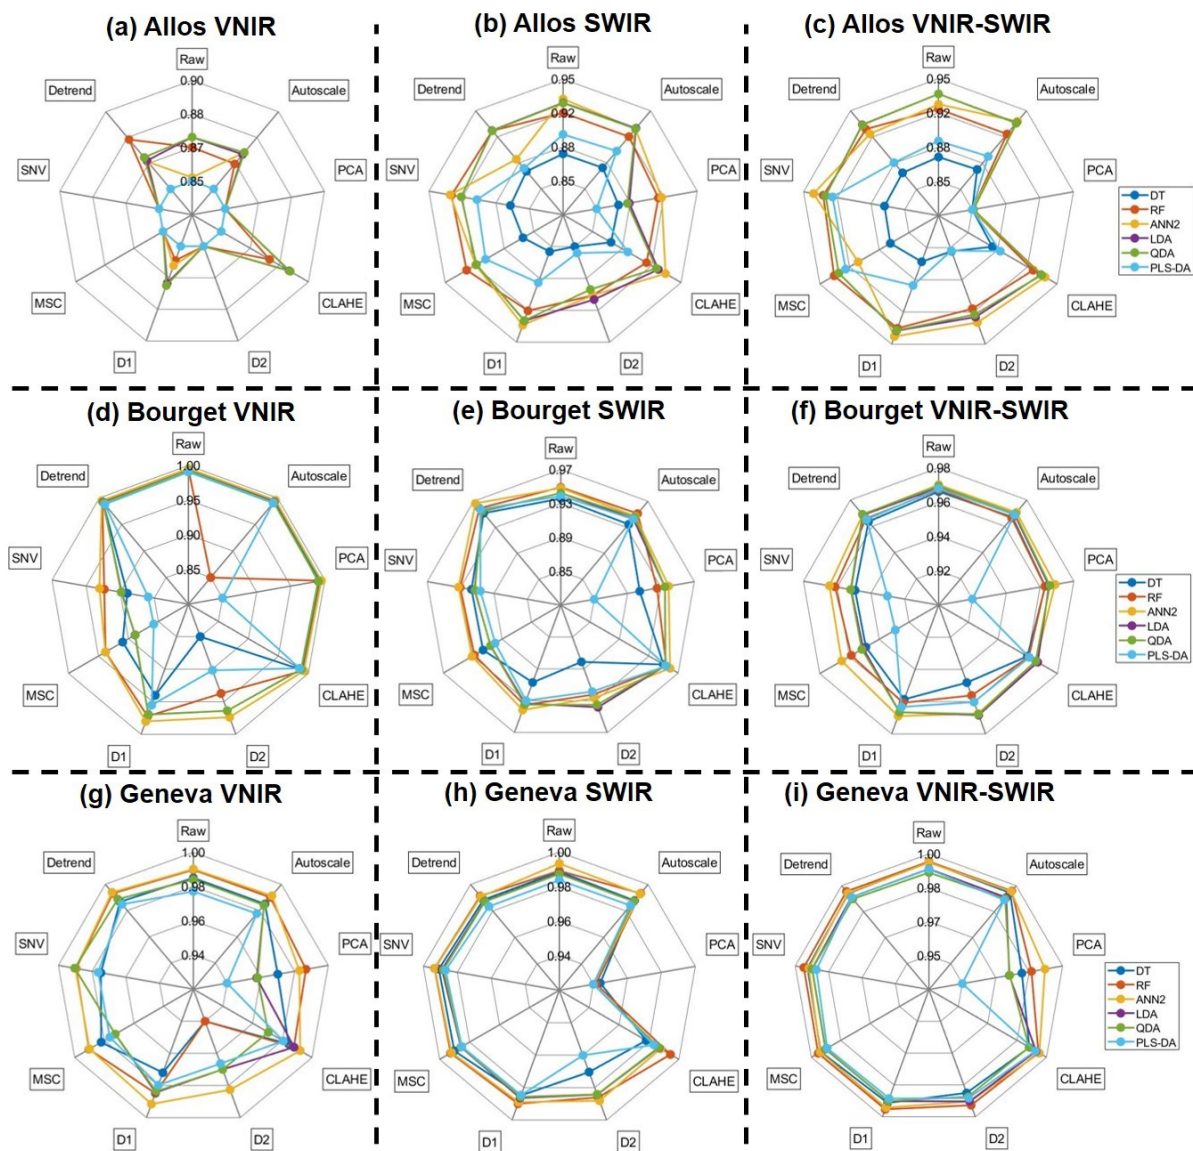 (a) Allos VNIR
Raw
0.90
0.88
0.87
0.85
Autoscale
PCA
CLAHE
D2
D1
MSC
SNV
Detrend
(b) Allos SWIR
Raw
0.95
0.92
0.88
0.85
Autoscale
PCA
CLAHE
D2
D1
MSC
SNV
Detrend
(c) Allos VNIR-SWIR
Raw
0.95
0.92
0.88
0.85
Autoscale
PCA
CLAHE
D2
D1
MSC
SNV
Detrend
DT
RF
ANN2
LDA
QDA
PLS-DA
(d) Bourget VNIR
Raw
1.00
0.95
0.90
0.85
Autoscale
PCA
CLAHE
D2
D1
MSC
SNV
Detrend
(e) Bourget SWIR
Raw
0.97
0.93
0.89
0.85
Autoscale
PCA
CLAHE
D2
D1
MSC
SNV
Detrend
(f) Bourget VNIR-SWIR
Raw
0.98
0.96
0.94
0.92
Autoscale
PCA
CLAHE
D2
D1
MSC
SNV
Detrend
DT
RF
ANN2
LDA
QDA
PLS-DA
(g) Geneva VNIR
Raw
1.00
0.98
0.96
0.94
Autoscale
PCA
CLAHE
D2
D1
MSC
SNV
Detrend
(h) Geneva SWIR
Raw
1.00
0.98
0.96
0.94
Autoscale
PCA
CLAHE
D2
D1
MSC
SNV
Detrend
(i) Geneva VNIR-SWIR
Raw
1.00
0.98
0.97
0.95
Autoscale
PCA
CLAHE
D2
D1
MSC
SNV
Detrend
DT
RF
ANN2
LDA
QDA
PLS-DA